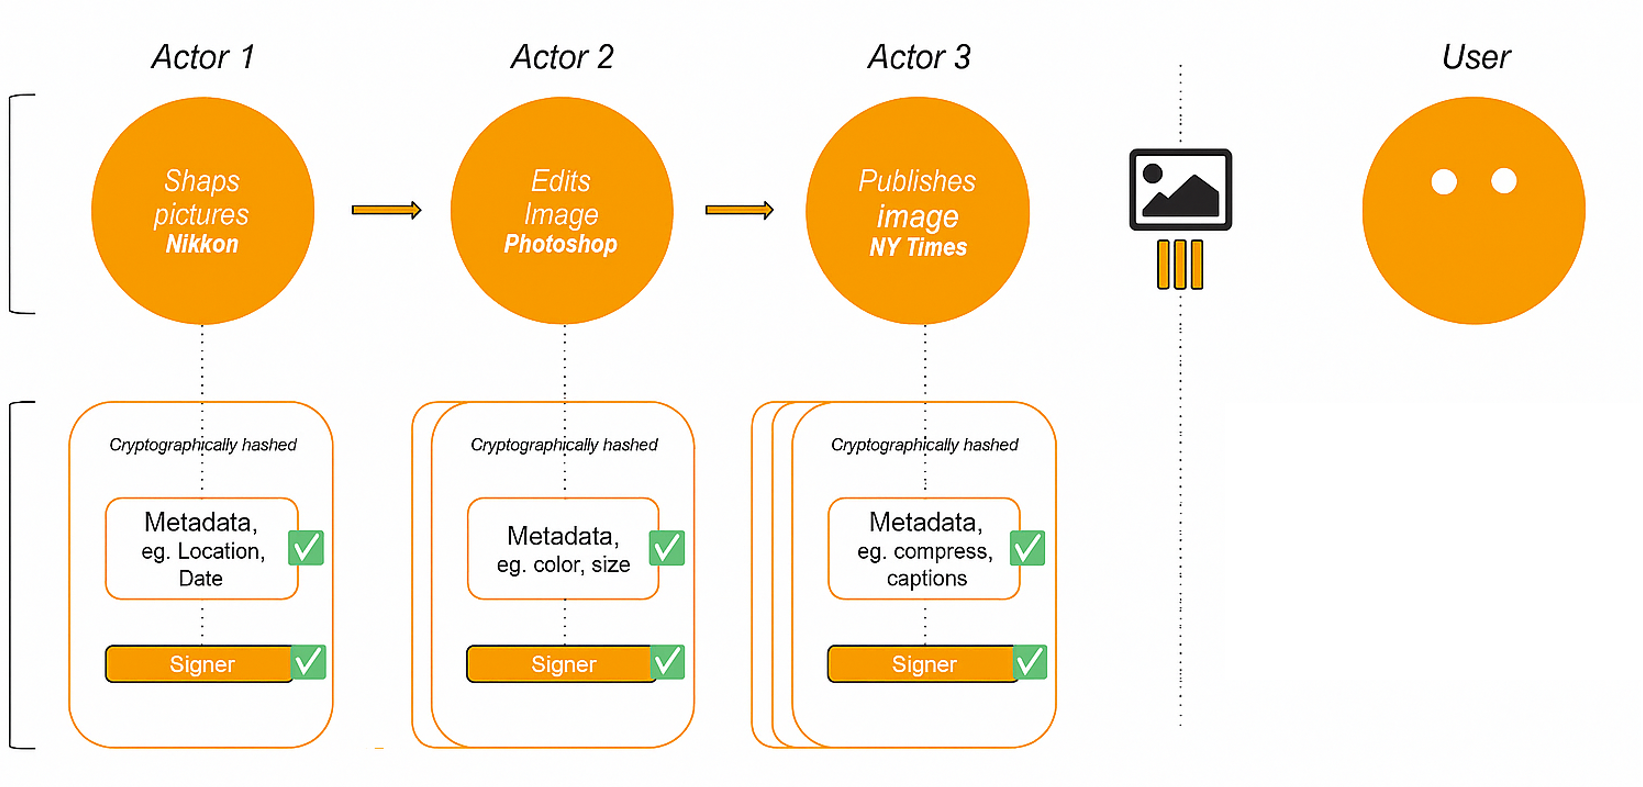 Actor 1
Actor 2
Actor 3
User
Shaps
pictures
Nikkon
Edits
Image
Photoshop
Publishes
image
NY Times
Cryptographically hashed
Metadata,
eg. Location,
Date
Signer
Cryptographically hashed
Metadata,
eg. color, size
Signer
Cryptographically hashed
Metadata,
eg. compress,
captions
Signer